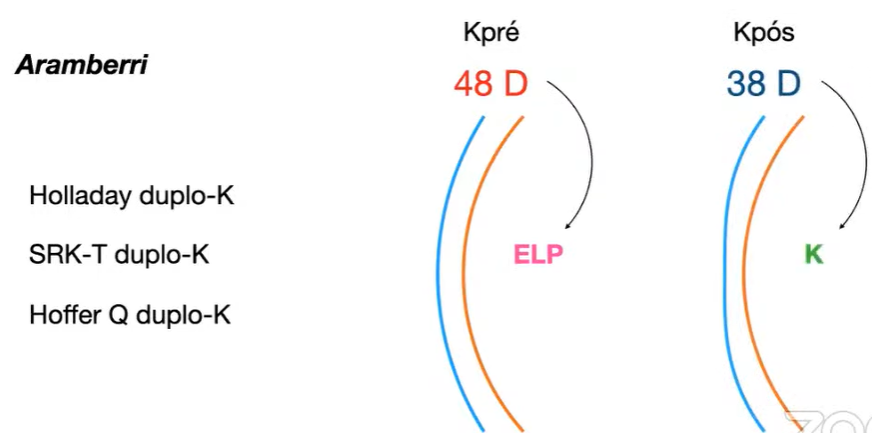 Aramberri
Kpré
48 D
ELP
Kpós
38 D
K
Holladay duplo-K
SRK-T duplo-K
Hoffer Q duplo-K